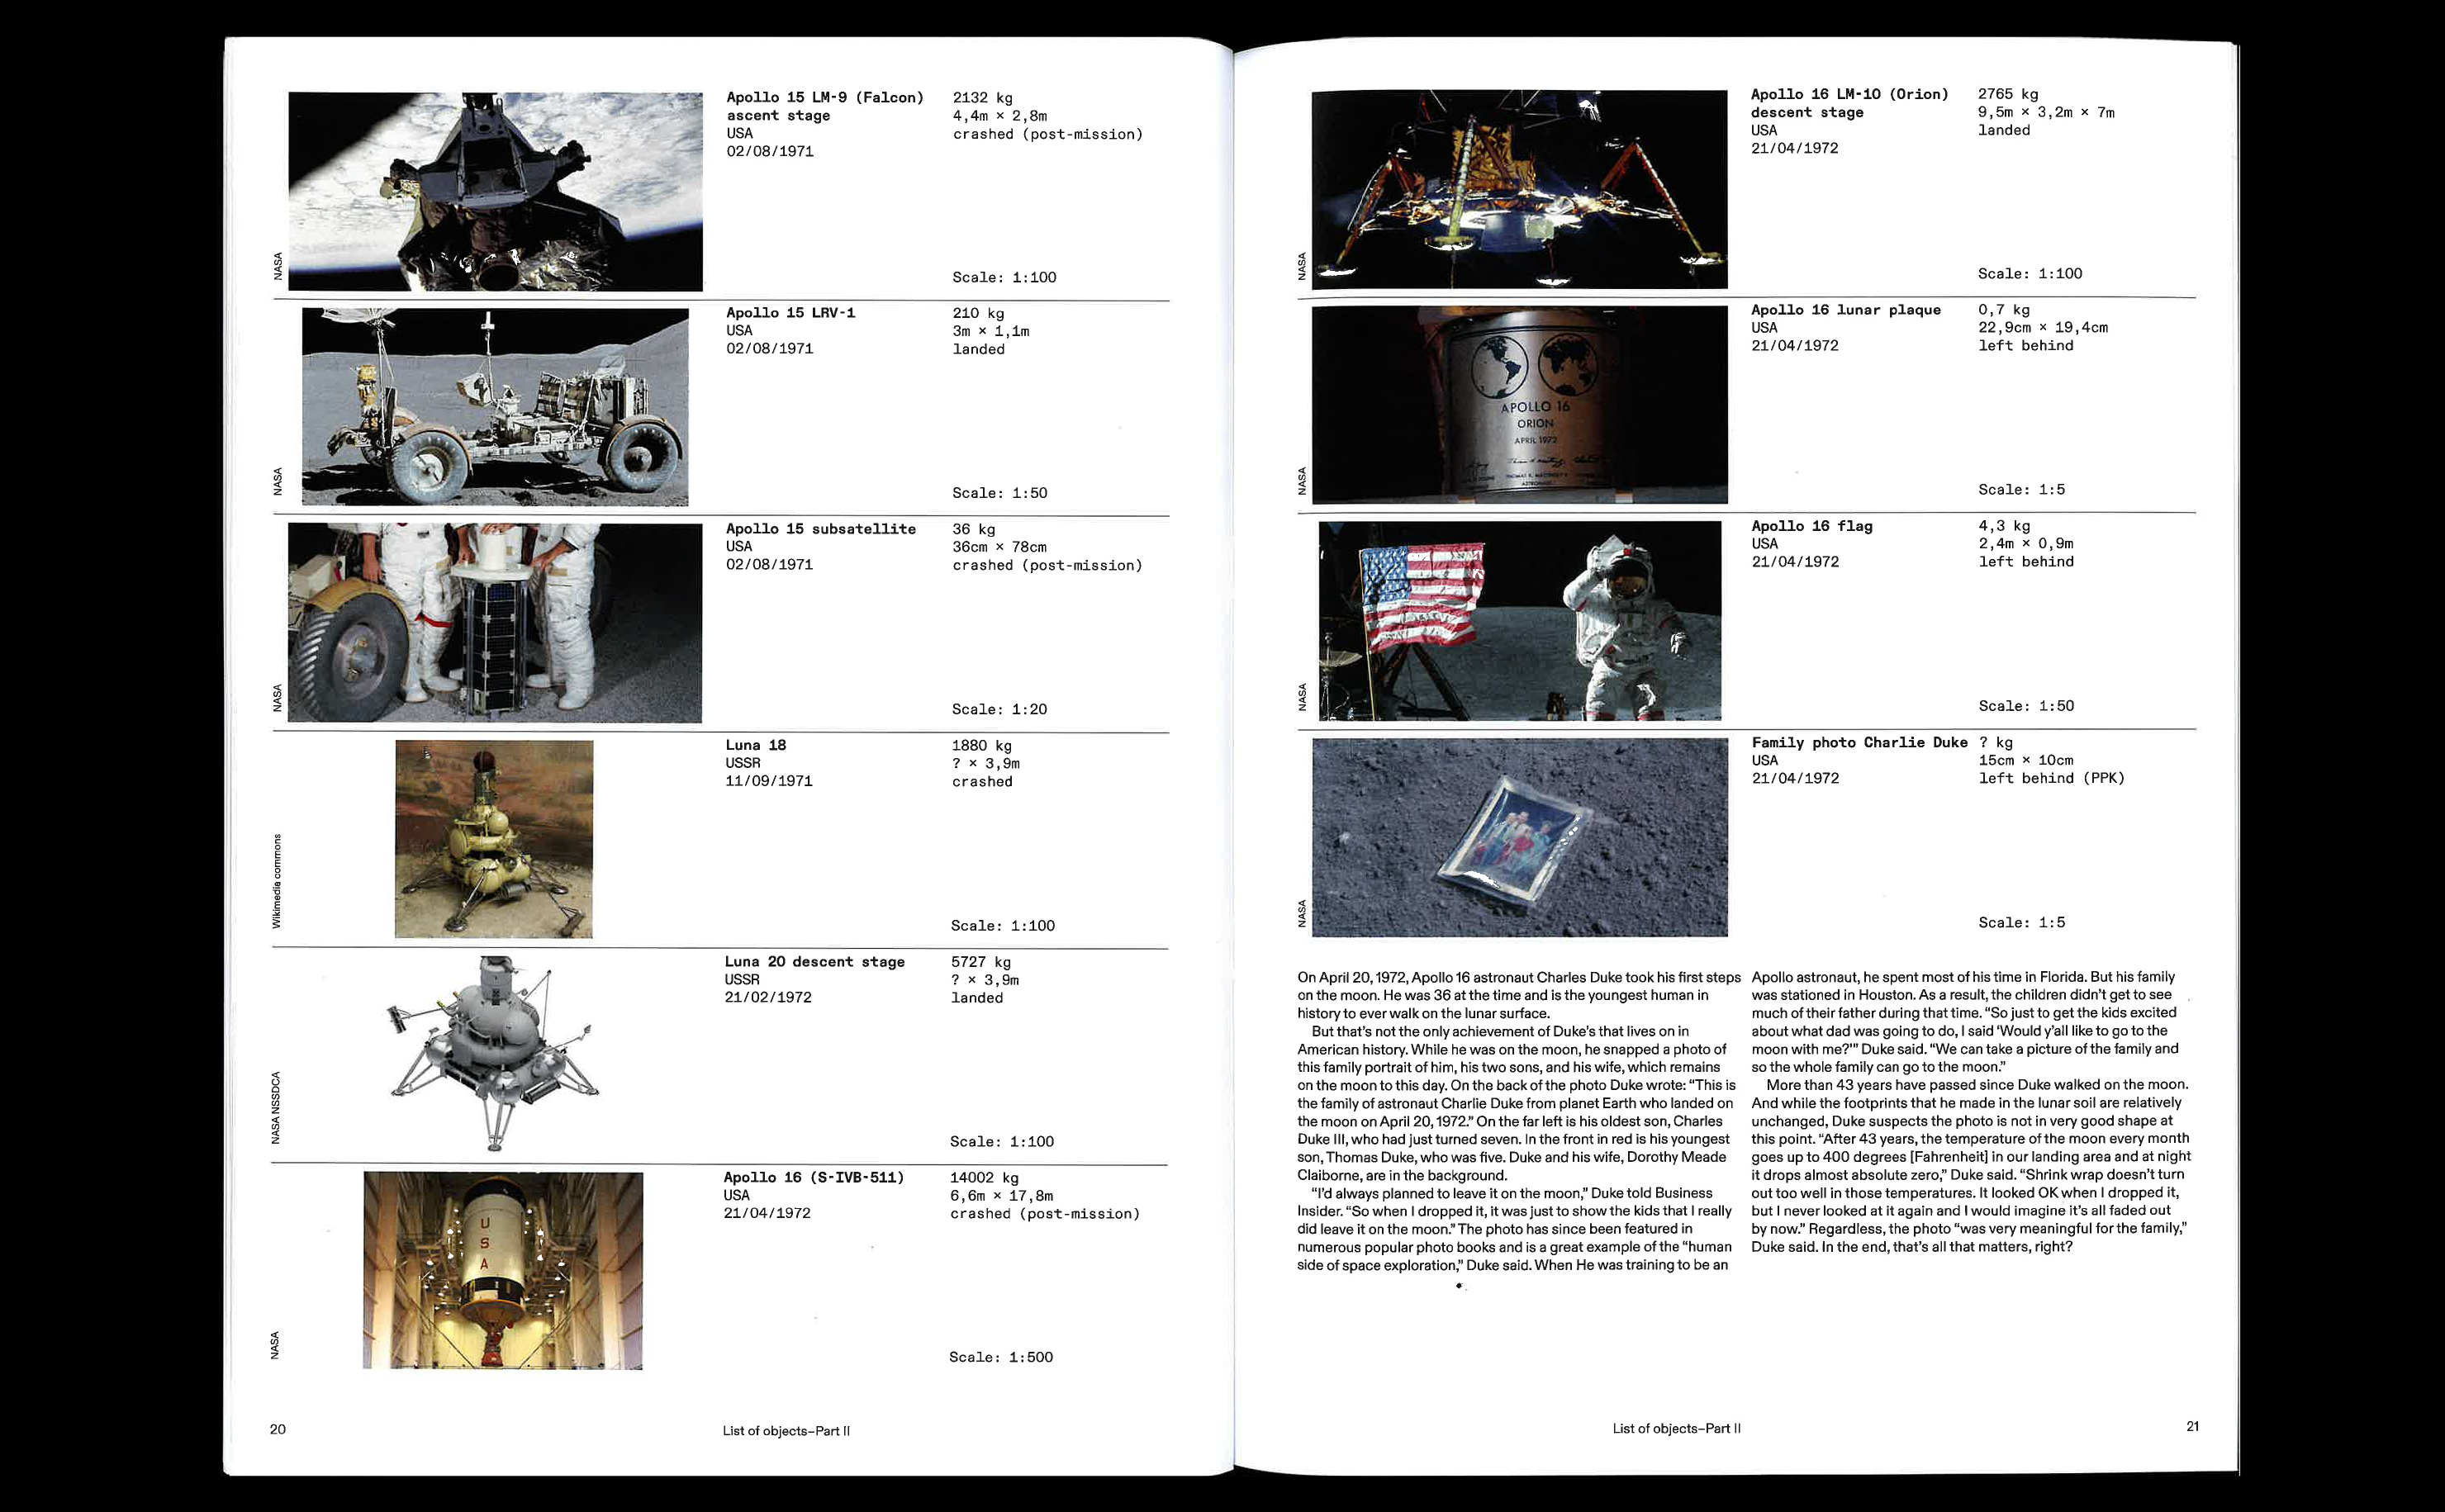 NASA
Apollo 15 LM-9 (Falcon)
ascent stage
USA
02/08/1971
2132 kg
4,4m × 2,8m
crashed (post-mission)
Scale: 1:100
NASA
Apollo 15 LRV-1
USA
02/08/1971
210 kg
3m × 1,1m
landed
Scale: 1:50
NASA
Apollo 15 subsatellite
USA
02/08/1971
36 kg
36cm × 78cm
crashed (post-mission)
Scale: 1:20
Wikimedia commons
Luna 18
USSR
11/09/1971
1880 kg
? × 3,9m
crashed
Scale: 1:100
NASA NSSDCA
Luna 20 descent stage
USSR
21/02/1972
5727 kg
? × 3,9m
landed
Scale: 1:100
NASA
USA
Apollo 16 (S-IVB-511)
USA
21/04/1972
14002 kg
6,6m × 17,8m
crashed (post-mission)
Scale: 1:500
20
List of objects–Part II
NASA
Apollo 16 LM-10 (Orion)
descent stage
USA
21/04/1972
2765 kg
9,5m × 3,2m × 7m
landed
Scale: 1:100
NASA
APOLLO 16
ORION
APRIL 1972
Apollo 16 lunar plaque
USA
21/04/1972
0,7 kg
22,9cm × 19,4cm
left behind
Scale: 1:5
NASA
Apollo 16 flag
USA
21/04/1972
4,3 kg
2,4m × 0,9m
left behind
Scale: 1:50
NASA
Family photo Charlie Duke
USA
21/04/1972
? kg
15cm × 10cm
left behind (PPK)
Scale: 1:5
On April 20, 1972, Apollo 16 astronaut Charles Duke took his first steps
on the moon. He was 36 at the time and is the youngest human in
history to ever walk on the lunar surface.
But that's not the only achievement of Duke's that lives on in
American history. While he was on the moon, he snapped a photo of
this family portrait of him, his two sons, and his wife, which remains
on the moon to this day. On the back of the photo Duke wrote: “This is
the family of astronaut Charlie Duke from planet Earth who landed on
the moon on April 20, 1972.” On the far left is his oldest son, Charles
Duke III, who had just turned seven. In the front in red is his youngest
son, Thomas Duke, who was five. Duke and his wife, Dorothy Meade
Claiborne, are in the background.
“I'd always planned to leave it on the moon,” Duke told Business
Insider. “So when I dropped it, it was just to show the kids that I really
did leave it on the moon.” The photo has since been featured in
numerous popular photo books and is a great example of the “human
side of space exploration,” Duke said. When He was training to be an
Apollo astronaut, he spent most of his time in Florida. But his family
was stationed in Houston. As a result, the children didn't get to see
much of their father during that time. “So just to get the kids excited
about what dad was going to do, I said ‘Would y'all like to go to the
moon with me?’” Duke said. “We can take a picture of the family and
so the whole family can go to the moon.”
More than 43 years have passed since Duke walked on the moon.
And while the footprints that he made in the lunar soil are relatively
unchanged, Duke suspects the photo is not in very good shape at
this point. “After 43 years, the temperature of the moon every month
goes up to 400 degrees [Fahrenheit] in our landing area and at night
it drops almost absolute zero,” Duke said. “Shrink wrap doesn't turn
out too well in those temperatures. It looked OK when I dropped it,
but I never looked at it again and I would imagine it's all faded out
by now.” Regardless, the photo “was very meaningful for the family,”
Duke said. In the end, that's all that matters, right?
List of objects–Part II
21